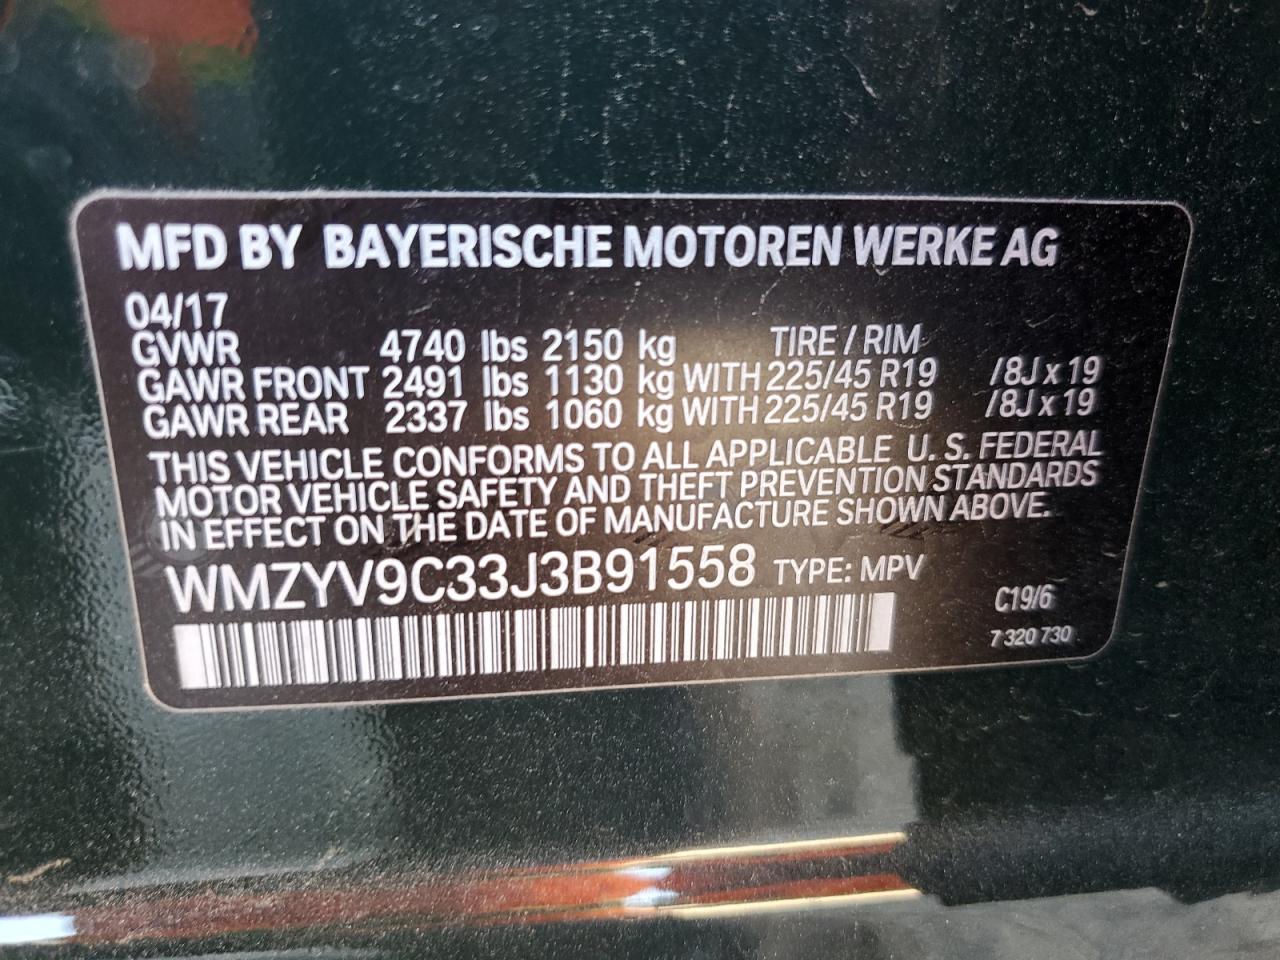 MFD BY BAYERISCHE MOTOREN WERKE AG
04/17
GVWR 4740 lbs 2150 kg TIRE / RIM
GAWR FRONT 2491 lbs 1130 kg WITH 225/45 R19 /8J x 19
GAWR REAR 2337 lbs 1060 kg WITH 225/45 R19 /8J x 19
THIS VEHICLE CONFORMS TO ALL APPLICABLE U. S. FEDERAL
MOTOR VEHICLE SAFETY AND THEFT PREVENTION STANDARDS
IN EFFECT ON THE DATE OF MANUFACTURE SHOWN ABOVE.
WMZYV9C33J3B91558 TYPE: MPV
C19/6
7 320 730